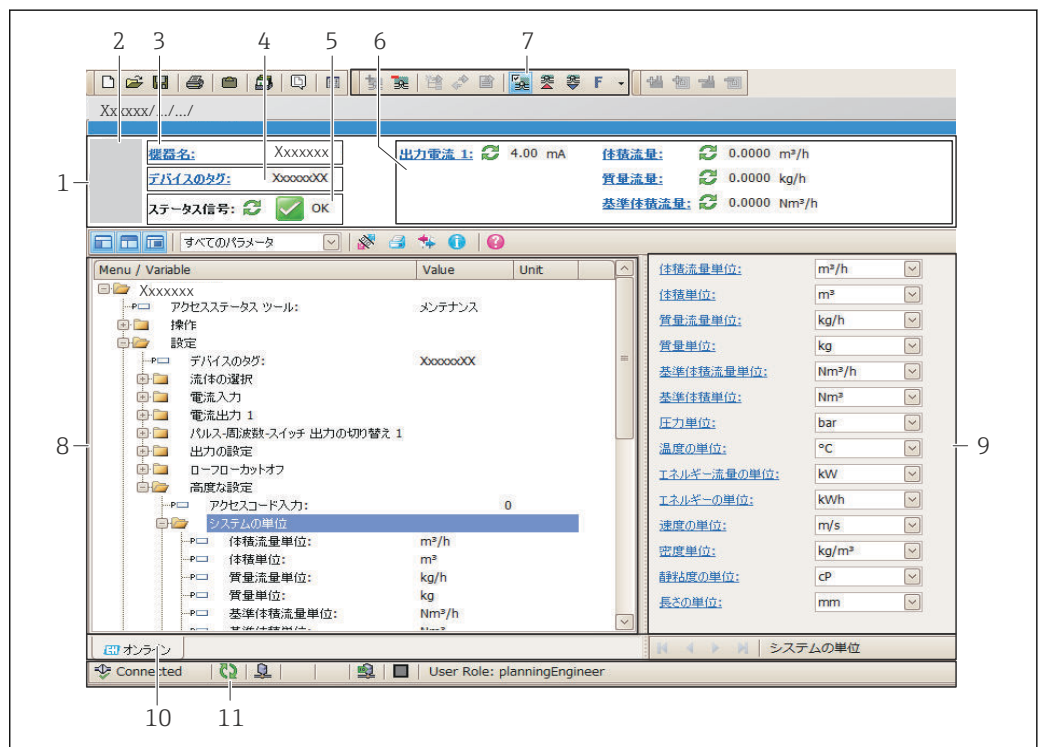 2 3 4 5 6 7
F
Xxxxxx/.../.../
1
機器名: Xxxxxxx
デバイスのタグ: XxxxxxXX
ステータス信号: OK
出力電流 1: 4.00 mA
体積流量: 0.0000 m³/h
質量流量: 0.0000 kg/h
基準体積流量: 0.0000 Nm³/h
すべてのパラメータ
Menu / Variable Value Unit
Xxxxxxx
アクセスステータス ツール: メンテナンス
操作
設定
デバイスのタグ: XxxxxxXX
流体の選択
電流入力
電流出力 1
パルス-周波数-スイッチ 出力の切り替え 1
8
出力の設定
ローフローカットオフ
高度な設定
アクセスコード入力: 0
システムの単位
体積流量単位: m³/h
体積単位: m³
質量流量単位: kg/h
質量単位: kg
基準体積流量単位: Nm³/h
基準体積単位: Nm³
体積流量単位: m³/h
体積単位: m³
質量流量単位: kg/h
質量単位: kg
基準体積流量単位: Nm³/h
基準体積単位: Nm³
圧力単位: bar
温度の単位: °C
9
エネルギー流量の単位: kW
エネルギーの単位: kWh
速度の単位: m/s
密度単位: kg/m³
静粘度の単位: cP
長さの単位: mm
オンライン
システムの単位
Connected User Role: planningEngineer
10 11